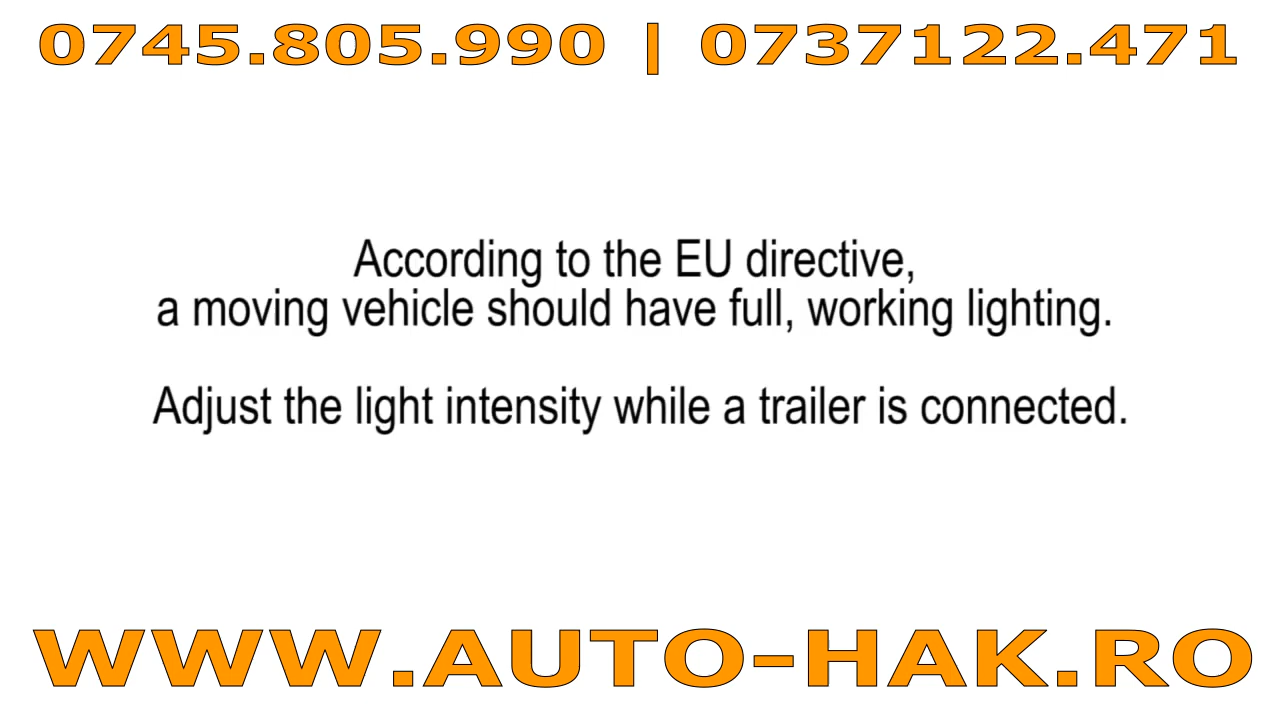 0745.805.990 | 0737122.471
According to the EU directive,
a moving vehicle should have full, working lighting.
Adjust the light intensity while a trailer is connected.
WWW.AUTO-HAK.RO